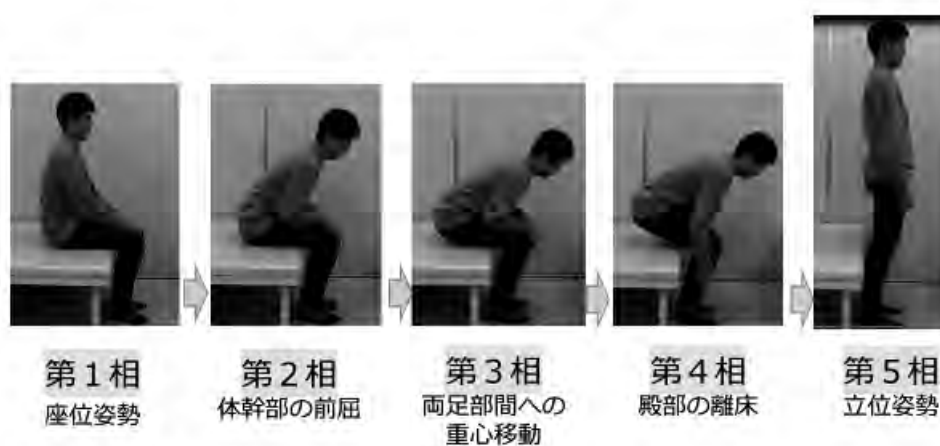 第１相
座位姿勢
第２相
体幹部の前屈
第３相
両足部間への
重心移動
第４相
殿部の離床
第５相
立位姿勢